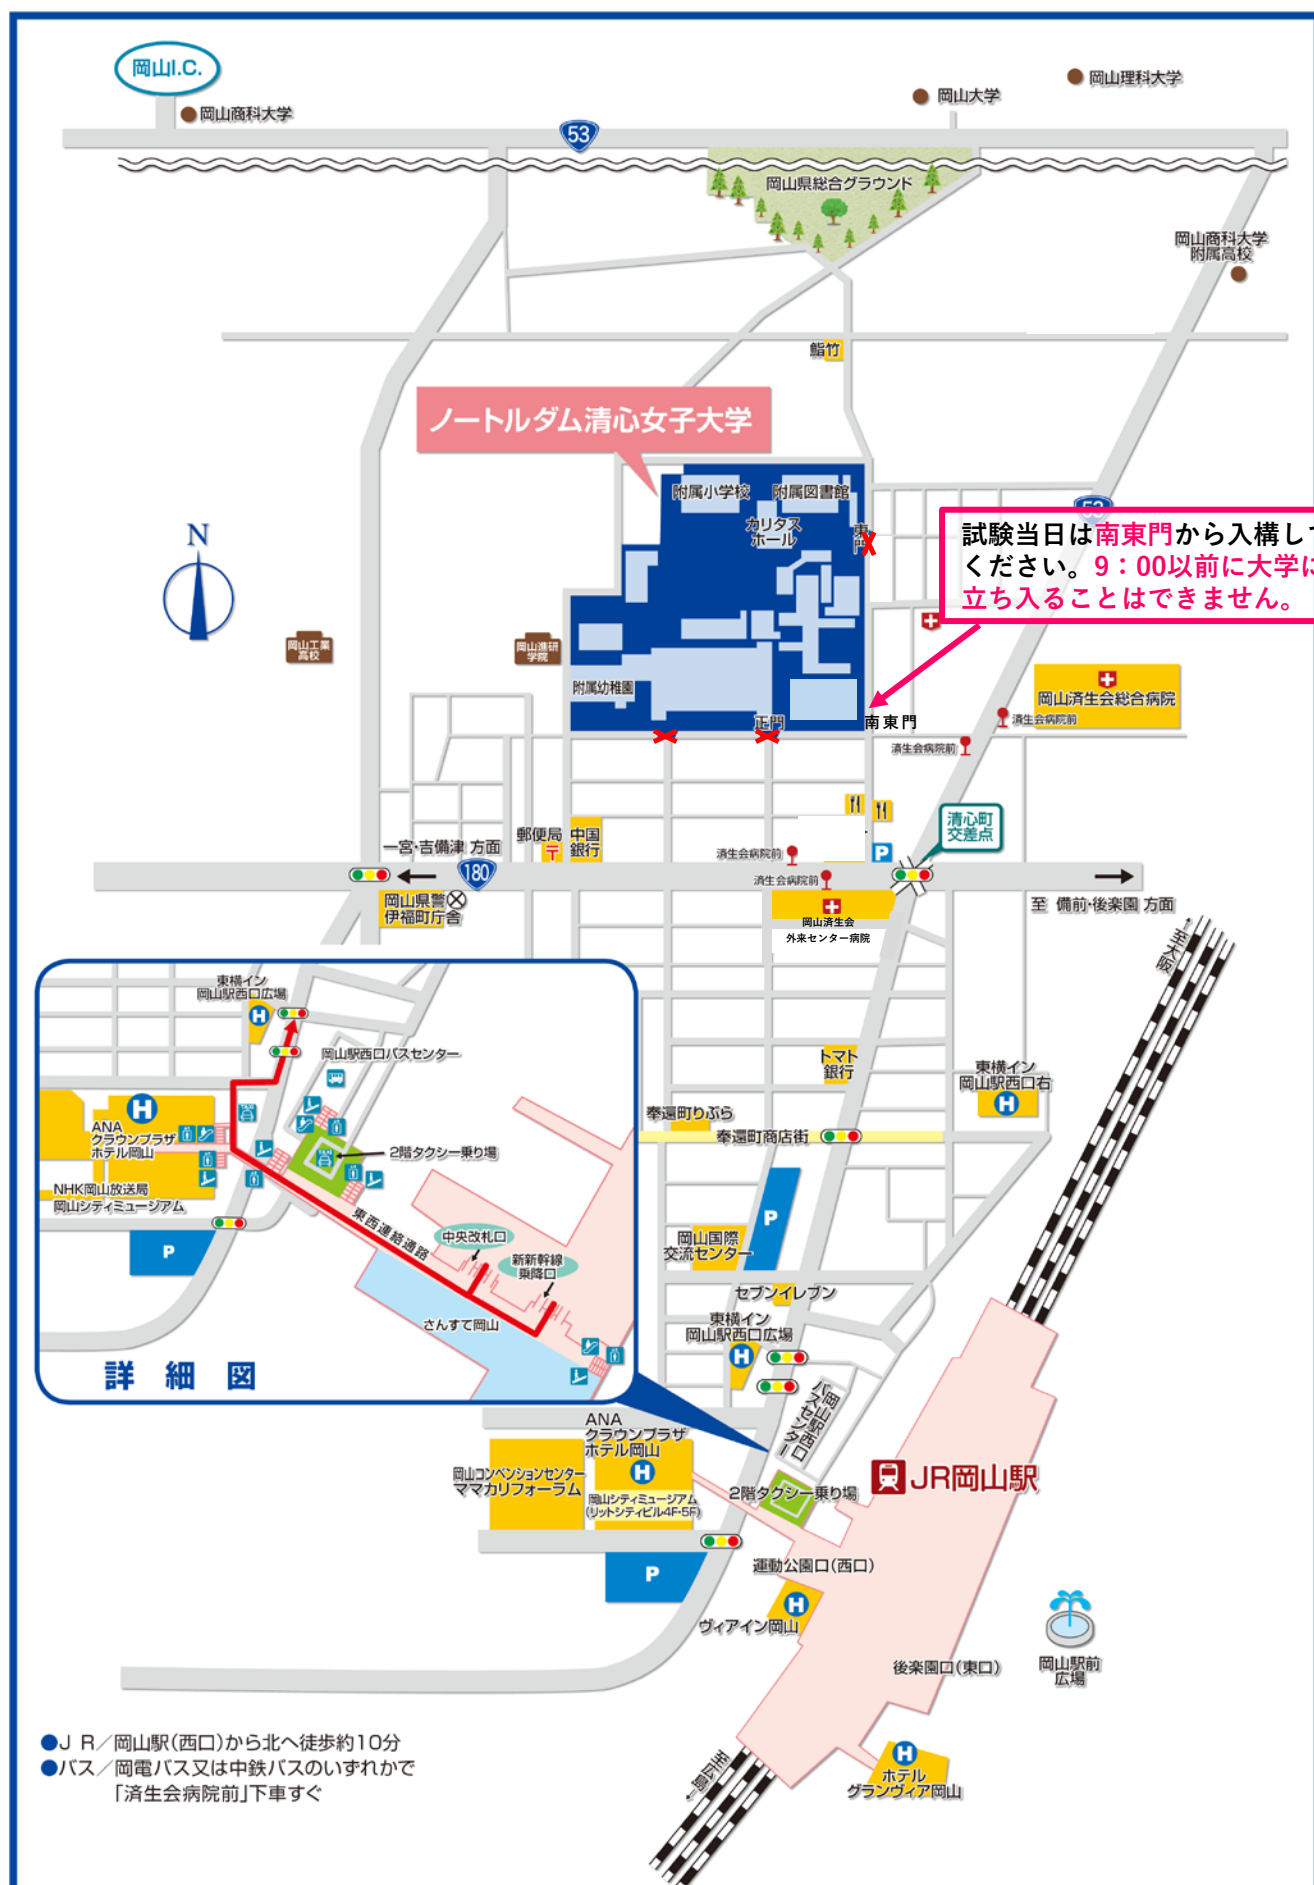 岡山I.C.
岡山商科大学
53
岡山大学
岡山理科大学
岡山県総合グラウンド
岡山商科大学
附属高校
鮨竹
ノートルダム清心女子大学
附属小学校
附属図書館
カリタス
ホール
東門
53
試験当日は南東門から入構して
ください。9：00以前に大学に
立ち入ることはできません。
N
岡山工業
高校
岡山進研
学院
附属幼稚園
正門
南東門
岡山済生会総合病院
済生会病院前
済生会病院前
清心町
交差点
郵便局
中国
銀行
一宮・吉備津 方面
180
済生会病院前
済生会病院前
P
岡山県警
伊福町庁舎
岡山済生会
外来センター病院
至 備前・後楽園 方面
至大阪
東横イン
岡山駅西口広場
H
岡山駅西口バスセンター
H
ANA
クラウンプラザ
ホテル岡山
TAXI
TAXI
2階タクシー乗り場
NHK岡山放送局
岡山シティミュージアム
P
東西連絡通路
中央改札口
新新幹線
乗降口
さんすて岡山
詳細図
トマト
銀行
東横イン
岡山駅西口右
H
奉還町りぶら
奉還町商店街
P
岡山国際
交流センター
セブンイレブン
東横イン
岡山駅西口広場
H
岡山駅西口
バスセンター
ANA
クラウンプラザ
ホテル岡山
H
岡山コンベンションセンター
ママカリフォーラム
岡山シティミュージアム
(リットシティビル4F・5F)
2階タクシー乗り場
JR岡山駅
P
運動公園口(西口)
H
ヴィアイン岡山
後楽園口(東口)
岡山駅前
広場
至広島
H
ホテル
グランヴィア岡山
●J R／岡山駅(西口)から北へ徒歩約10分
●バス／岡電バス又は中鉄バスのいずれかで
「済生会病院前」下車すぐ